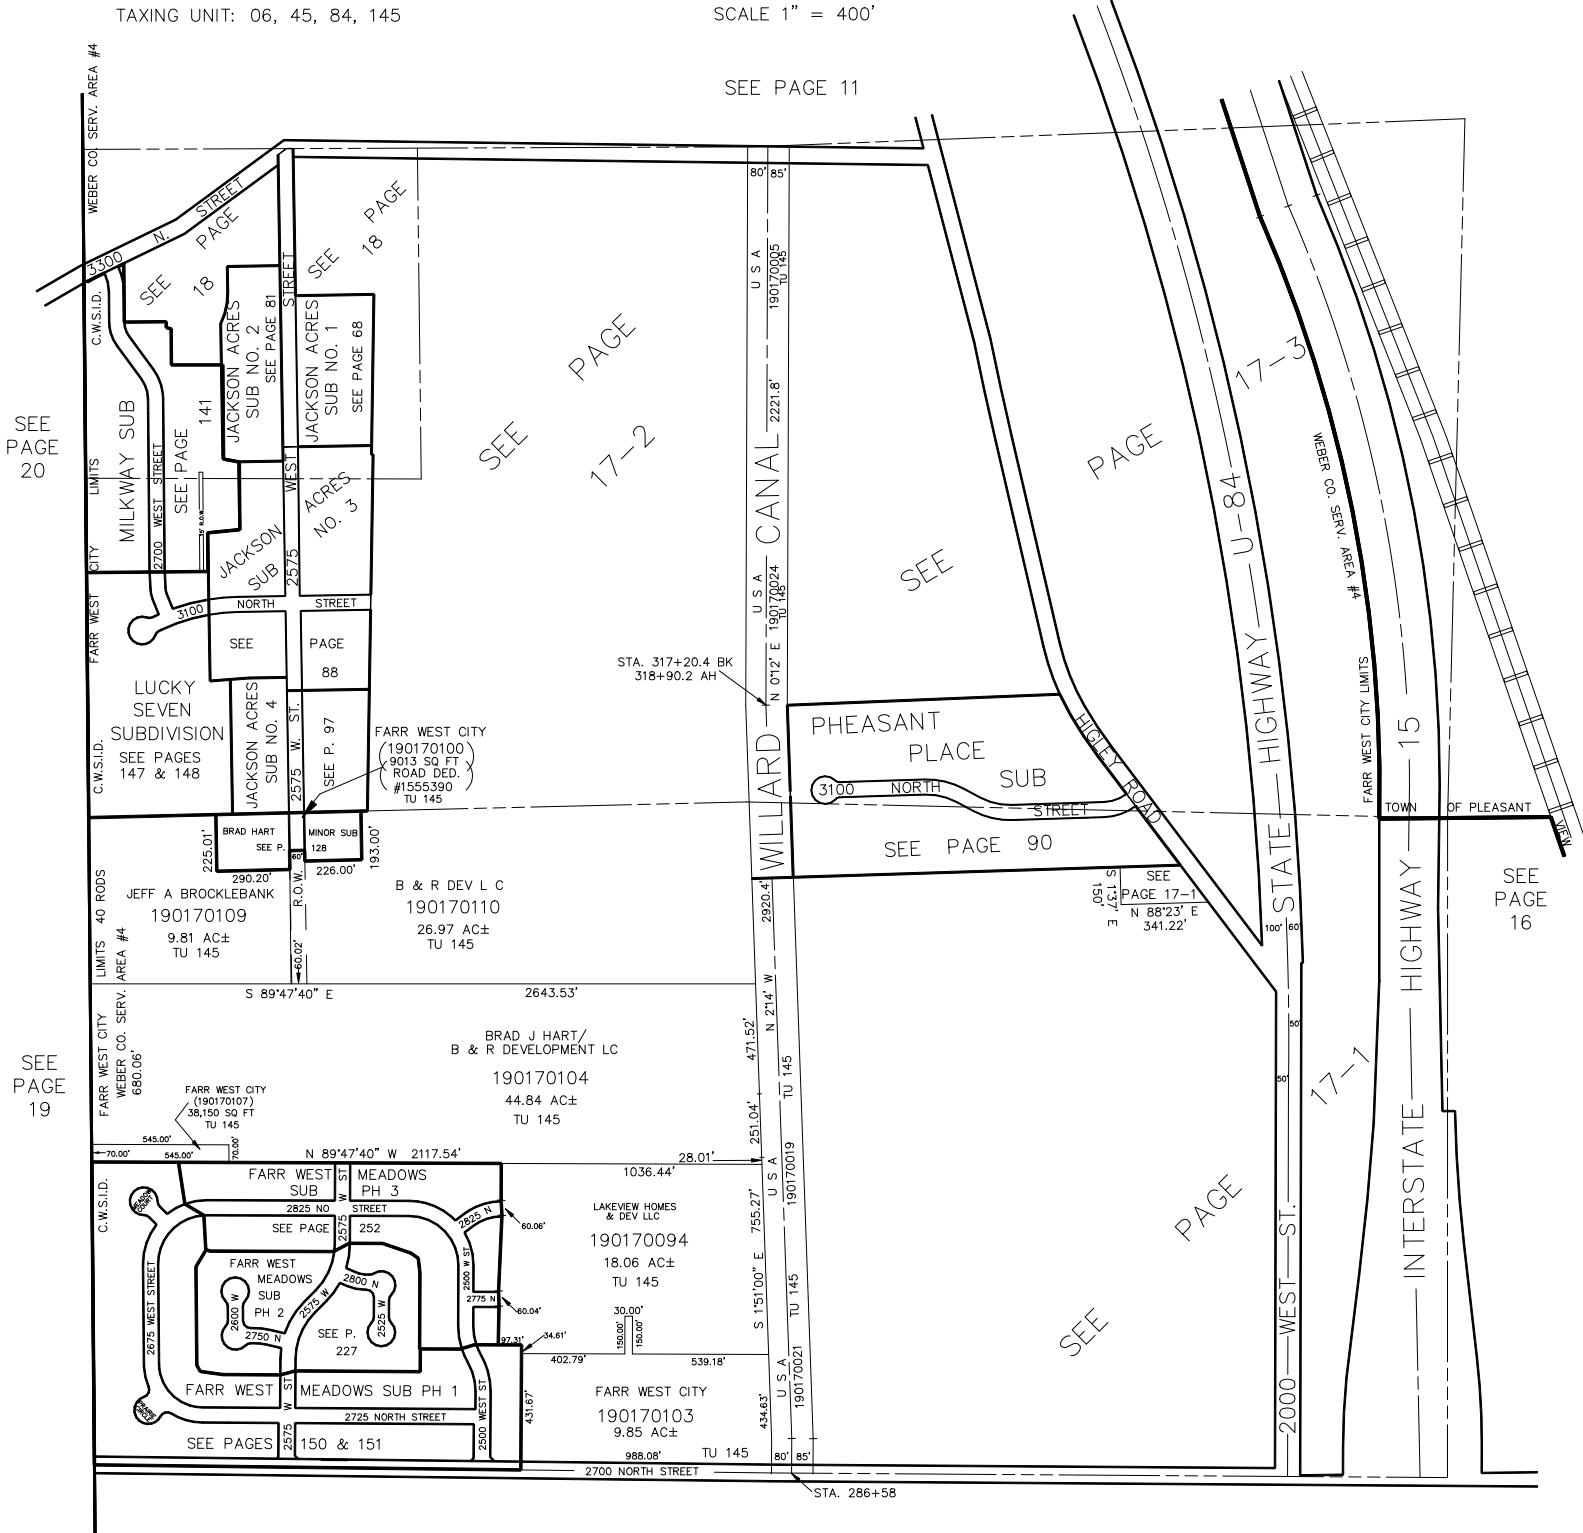 TAXING UNIT: 06, 45, 84, 145
SCALE 1" = 400'
SEE PAGE 11
WEBER CO. SERV. AREA #4
3300 N. STREET
SEE PAGE 18
SEE PAGE 18
80' 85'
U S A
190170005
TU 145
C.W.S.I.D.
JACKSON ACRES
SUB NO. 2
SEE PAGE 81
STREET
JACKSON ACRES
SUB NO. 1
SEE PAGE 68
SEE PAGE 17-2
PAGE 17-3
SEE
2221.8'
SEE
PAGE
20
MILKWAY SUB
SEE PAGE 141
2700 WEST STREET
15' R.O.W.
FARR WEST CITY LIMITS
WEST
2575
JACKSON ACRES
SUB NO. 3
WILLARD CANAL
STATE HIGHWAY U-84
WEBER CO. SERV. AREA #4
FARR WEST CITY LIMITS
U S A
190170024
TU 145
N 0°12' E
3100 NORTH STREET
SEE PAGE
88
STA. 317+20.4 BK
318+90.2 AH
LUCKY
SEVEN
SUBDIVISION
SEE PAGES
147 & 148
C.W.S.I.D.
JACKSON ACRES
SUB NO. 4
2575 W. ST.
SEE P. 97
FARR WEST CITY
(190170100)
9013 SQ FT
ROAD DED.
#1555390
TU 145
PHEASANT
PLACE
SUB
3100 NORTH STREET
SEE PAGE 90
HIGLEY ROAD
TOWN OF PLEASANT
VIEW
BRAD HART MINOR SUB
SEE P. 128
225.01'
193.00'
290.20'
60'
226.00'
JEFF A BROCKLEBANK
190170109
9.81 AC±
TU 145
R.O.W.
60.02'
B & R DEV L C
190170110
26.97 AC±
TU 145
2920.4'
SEE
PAGE 17-1
S 1°37' E
150'
N 88°23' E
341.22'
100' 60'
SEE
PAGE
16
LIMITS 40 RODS
S 89°47'40" E 2643.53'
FARR WEST CITY
WEBER CO. SERV. AREA #4
680.06'
SEE
PAGE
19
BRAD J HART/
B & R DEVELOPMENT LC
190170104
44.84 AC±
TU 145
471.52'
N 2°14' W
TU 145
50'
50'
17-1
FARR WEST CITY
(190170107)
38,150 SQ FT
TU 145
545.00'
70.00'
545.00'
70.00'
N 89°47'40" W 2117.54'
251.04'
28.01'
1036.44'
U S A
190170019
C.W.S.I.D.
FARR WEST MEADOWS
SUB PH 3
MEADOW
COURT
2825 NO STREET
2575 W ST
SEE PAGE 252
2825 N
60.06'
LAKEVIEW HOMES
& DEV LLC
190170094
18.06 AC±
TU 145
S 1°51'00" E 755.27'
TU 145
FARR WEST
MEADOWS
SUB
PH 2
2675 WEST STREET
2600 W
2750 N
2575 W
2800 N
2525 W
2500 W ST
2775 N
60.04'
SEE P.
227
30.00'
150.00' 150.00'
97.31'
34.61'
402.79'
539.18'
U S A
190170021
FARR WEST MEADOWS SUB PH 1
PRAIRIE
CIRCLE
2575 W ST
2725 NORTH STREET
2500 WEST ST
SEE PAGES 150 & 151
431.67'
FARR WEST CITY
190170103
9.85 AC±
TU 145
434.63'
988.08'
80' 85'
2700 NORTH STREET
STA. 286+58
SEE PAGE
2000 WEST ST.
INTERSTATE HIGHWAY 15